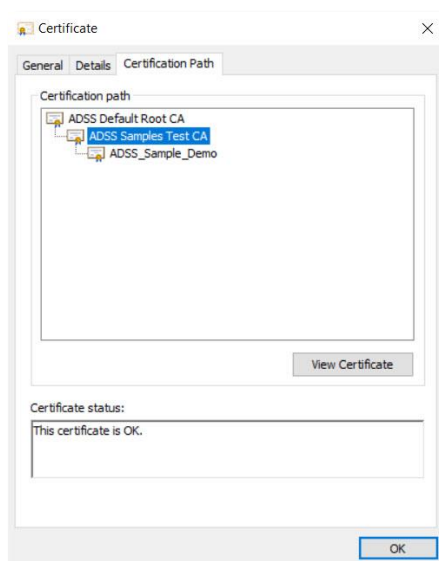 Certificate
General Details Certification Path
Certification path
ADSS Default Root CA
ADSS Samples Test CA
ADSS_Sample_Demo
View Certificate
Certificate status:
This certificate is OK.
OK